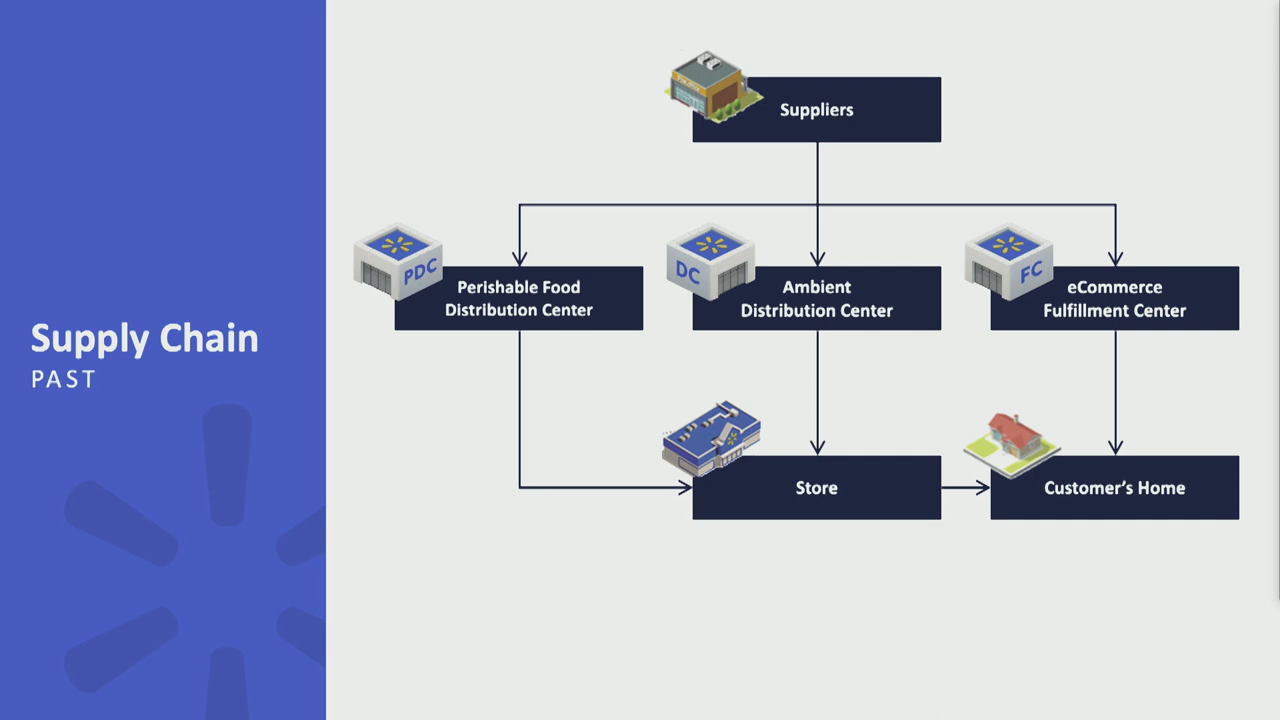 Supply Chain
PAST
Suppliers
PDC
Perishable Food
Distribution Center
DC
Ambient
Distribution Center
FC
eCommerce
Fulfillment Center
Store
Customer's Home